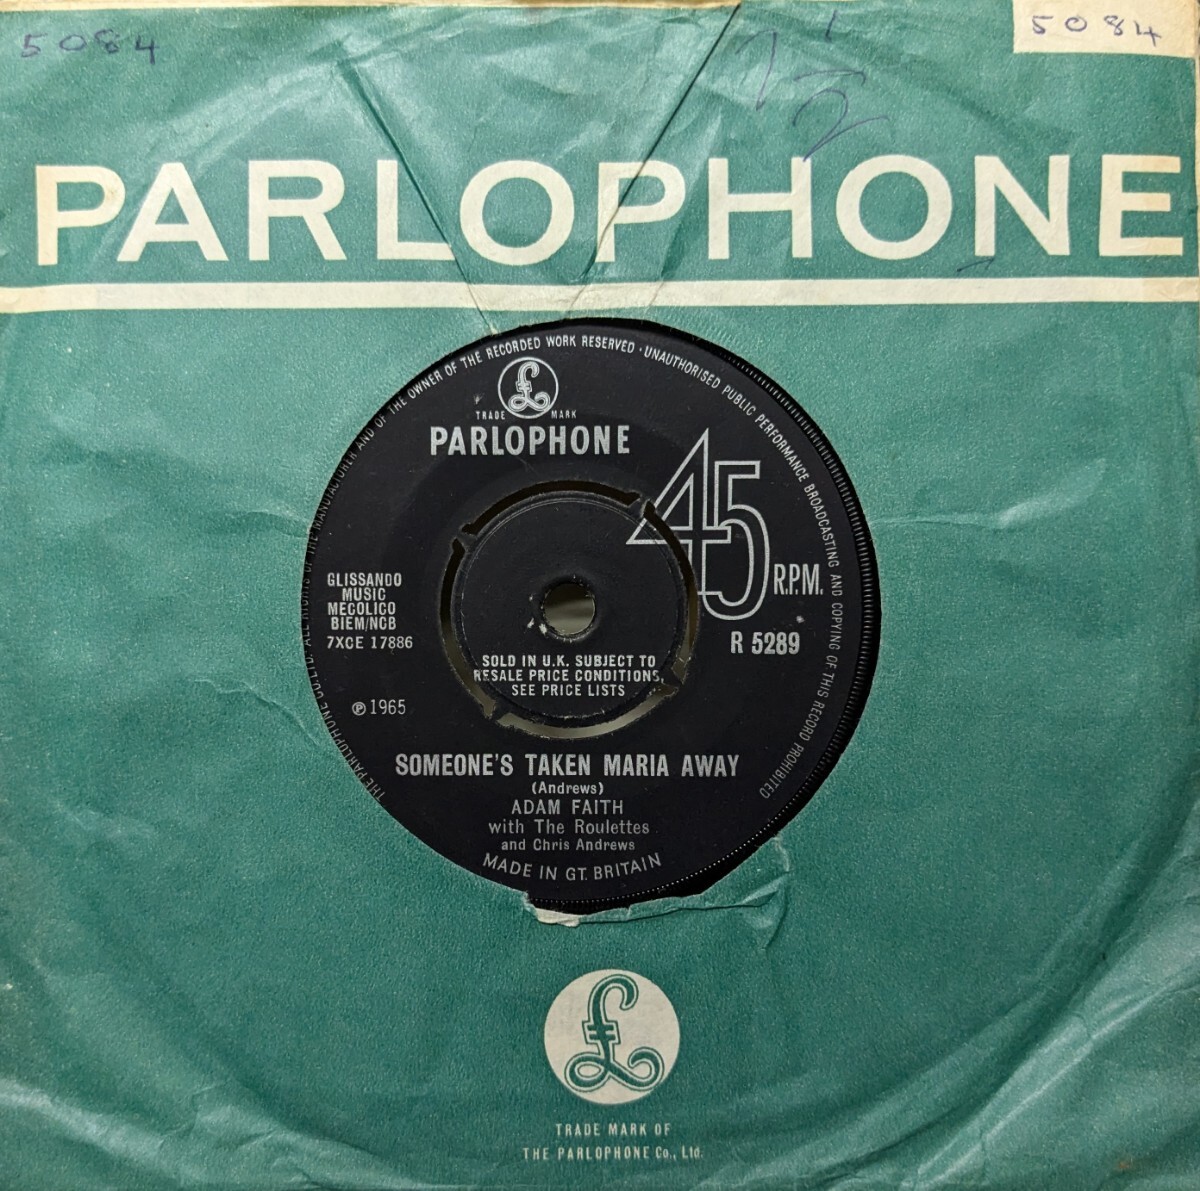 5084
1
7
2
5084
PARLOPHONE
THE PARLOPHONE CO. LTD. ALL RIGHTS OF THE MANUFACTURER AND OF THE OWNER OF THE RECORDED WORK RESERVED · UNAUTHORISED PUBLIC PERFORMANCE BROADCASTING AND COPYING OF THIS RECORD PROHIBITED
£
TRADE MARK
PARLOPHONE
45
R.P.M.
R 5289
GLISSANDO
MUSIC
MECOLICO
BIEM/NCB
7XCE 17886
℗ 1965
SOLD IN U.K. SUBJECT TO
RESALE PRICE CONDITIONS,
SEE PRICE LISTS
SOMEONE'S TAKEN MARIA AWAY
(Andrews)
ADAM FAITH
with The Roulettes
and Chris Andrews
MADE IN GT. BRITAIN
£
TRADE MARK OF
THE PARLOPHONE Co., Ltd.